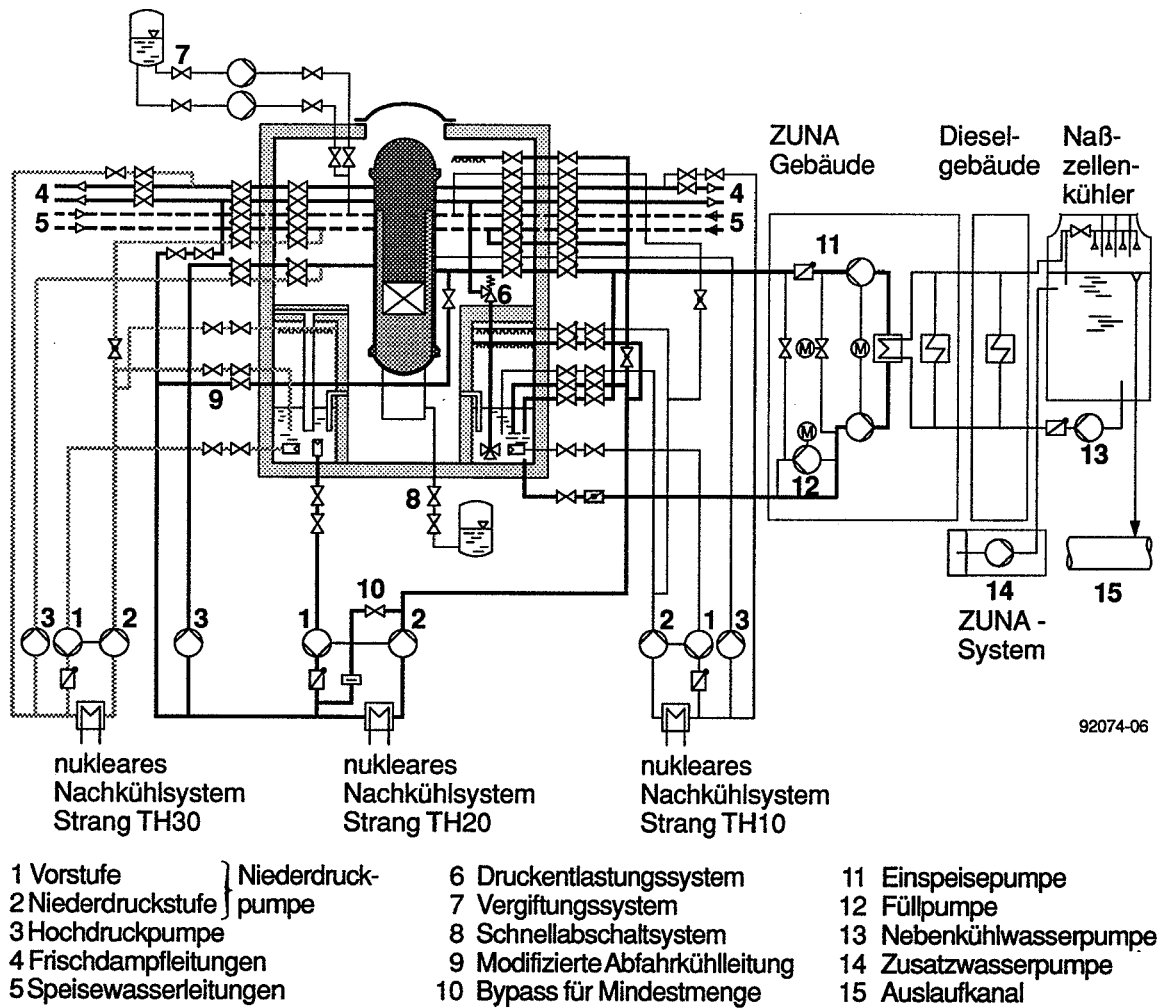 7
ZUNA
Gebäude
Diesel-
gebäude
Naß-
zellen-
kühler
4
5
4
5
11
6
M
M
9
M
12
13
8
14
15
ZUNA -
System
10
3
1
2
3
1
2
2
1
3
92074-06
nukleares
Nachkühlsystem
Strang TH30
nukleares
Nachkühlsystem
Strang TH20
nukleares
Nachkühlsystem
Strang TH10
1 Vorstufe
2 Niederdruckstufe
Niederdruck-
pumpe
3 Hochdruckpumpe
4 Frischdampfleitungen
5 Speisewasserleitungen
6 Druckentlastungssystem
7 Vergiftungssystem
8 Schnellabschaltsystem
9 Modifizierte Abfahrkühlleitung
10 Bypass für Mindestmenge
11 Einspeisepumpe
12 Füllpumpe
13 Nebenkühlwasserpumpe
14 Zusatzwasserpumpe
15 Auslaufkanal